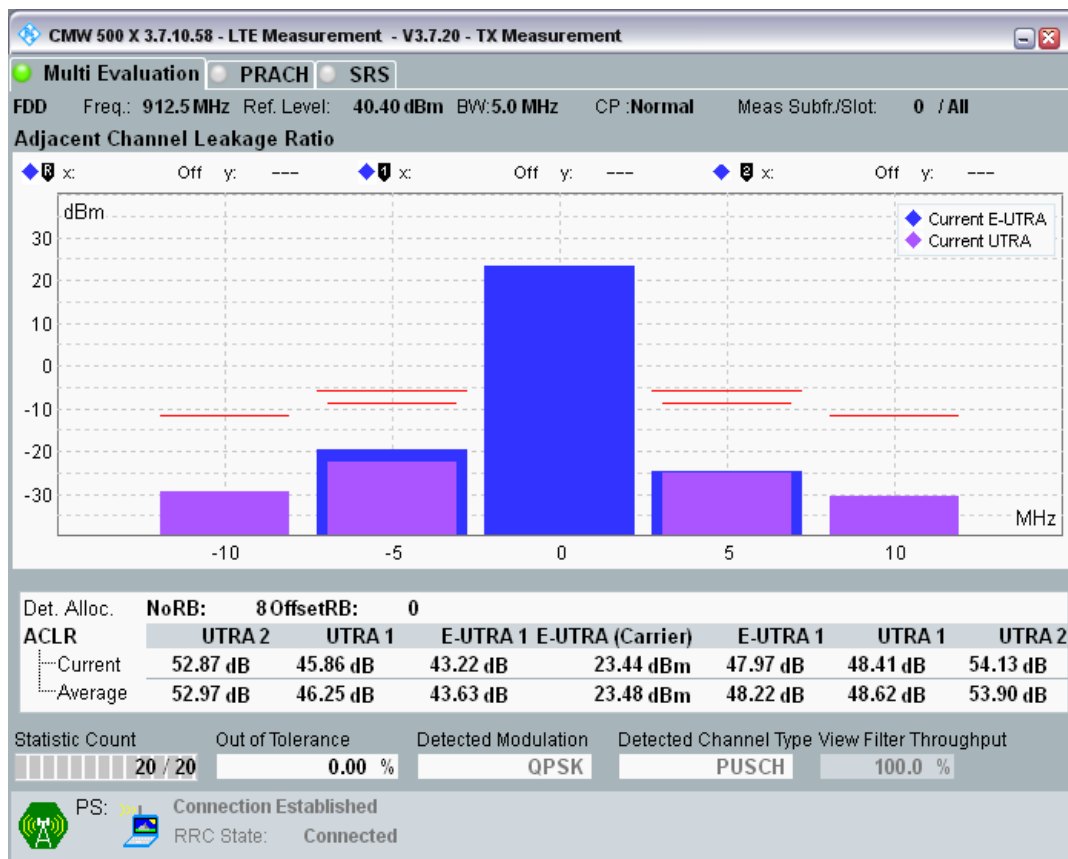 CMW 500 X 3.7.10.58 - LTE Measurement - V3.7.20 - TX Measurement
Multi Evaluation PRACH SRS
FDD Freq.: 912.5 MHz Ref. Level: 40.40 dBm BW:5.0 MHz CP :Normal Meas Subfr./Slot: 0 / All
Adjacent Channel Leakage Ratio
R x: Off y: --- 1 x: Off y: --- 2 x: Off y: ---
dBm
Current E-UTRA
Current UTRA
30
20
10
0
-10
-20
-30
MHz
-10 -5 0 5 10
Det. Alloc. NoRB: 8 OffsetRB: 0
ACLR UTRA 2 UTRA 1 E-UTRA 1 E-UTRA (Carrier) E-UTRA 1 UTRA 1 UTRA 2
Current 52.87 dB 45.86 dB 43.22 dB 23.44 dBm 47.97 dB 48.41 dB 54.13 dB
Average 52.97 dB 46.25 dB 43.63 dB 23.48 dBm 48.22 dB 48.62 dB 53.90 dB
Statistic Count Out of Tolerance Detected Modulation Detected Channel Type View Filter Throughput
20 / 20 0.00 % QPSK PUSCH 100.0 %
PS: Connection Established
RRC State: Connected